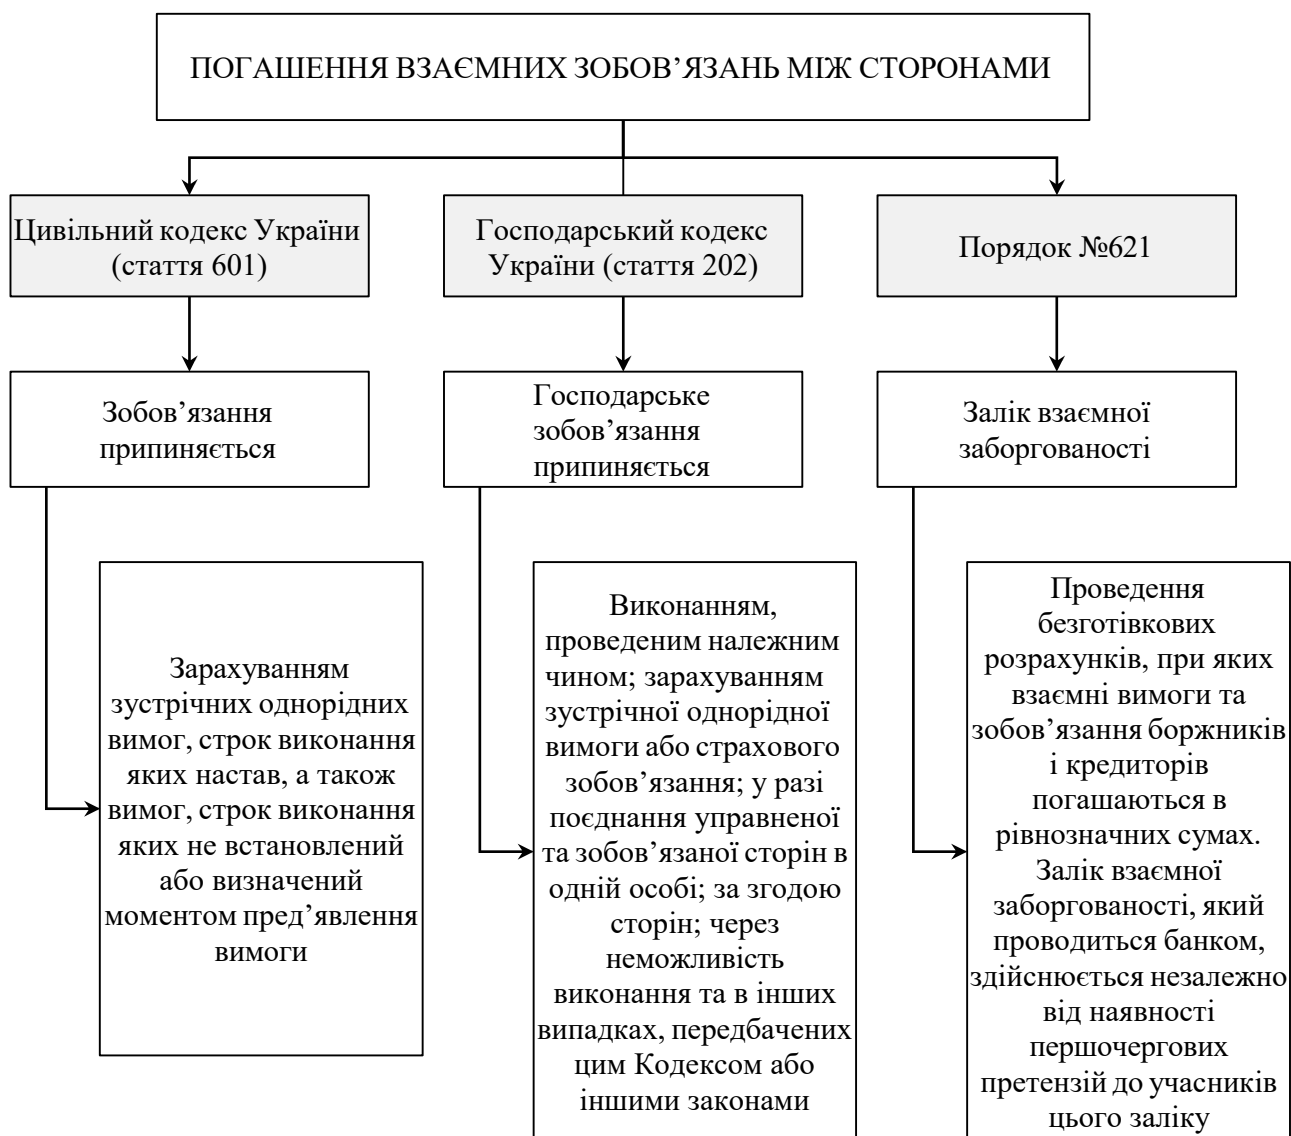 ПОГАШЕННЯ ВЗАЄМНИХ ЗОБОВ’ЯЗАНЬ МІЖ СТОРОНАМИ
Цивільний кодекс України
(стаття 601)
Господарський кодекс
України (стаття 202)
Порядок №621
Зобов’язання
припиняється
Господарське
зобов’язання
припиняється
Залік взаємної
заборгованості
Зарахуванням
зустрічних однорідних
вимог, строк виконання
яких настав, а також
вимог, строк виконання
яких не встановлений
або визначений
моментом пред’явлення
вимоги
Виконанням,
проведеним належним
чином; зарахуванням
зустрічної однорідної
вимоги або страхового
зобов’язання; у разі
поєднання управненої
та зобов’язаної сторін в
одній особі; за згодою
сторін; через
неможливість
виконання та в інших
випадках, передбачених
цим Кодексом або
іншими законами
Проведення
безготівкових
розрахунків, при яких
взаємні вимоги та
зобов’язання боржників
і кредиторів
погашаються в
рівнозначних сумах.
Залік взаємної
заборгованості, який
проводиться банком,
здійснюється незалежно
від наявності
першочергових
претензій до учасників
цього заліку